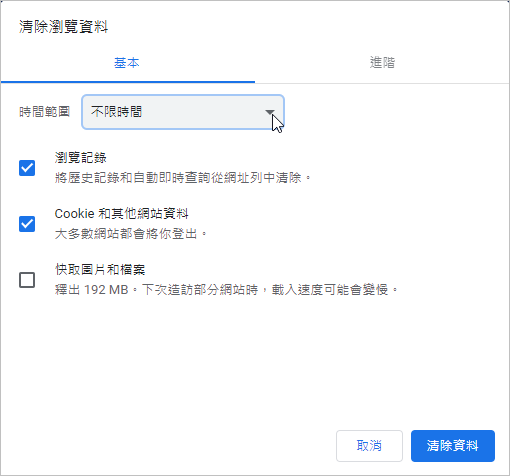 清除瀏覽資料
基本
進階
時間範圍 不限時間
瀏覽記錄
將歷史記錄和自動即時查詢從網址列中清除。
Cookie 和其他網站資料
大多數網站都會將你登出。
快取圖片和檔案
釋出 192 MB。下次造訪部分網站時，載入速度可能會變慢。
取消
清除資料